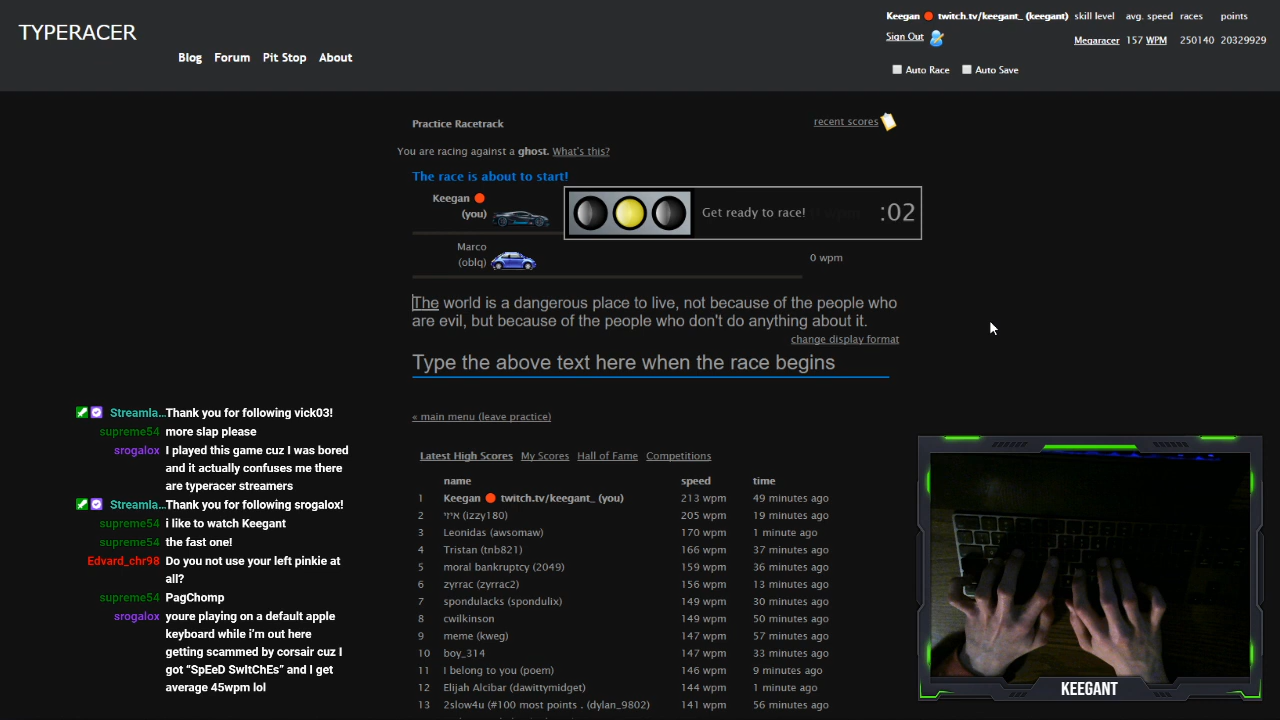 TYPERACER
Blog Forum Pit Stop About
Keegan twitch.tv/keegant_ (keegant) skill level avg. speed races points
Sign Out Megaracer 157 WPM 250140 20329929
Auto Race Auto Save
Practice Racetrack recent scores
You are racing against a ghost. What's this?
The race is about to start!
Keegan
(you)
Get ready to race! :02
Marco
(oblq)
0 wpm
The world is a dangerous place to live, not because of the people who
are evil, but because of the people who don't do anything about it.
change display format
Type the above text here when the race begins
« main menu (leave practice)
Latest High Scores My Scores Hall of Fame Competitions
name speed time
1 Keegan twitch.tv/keegant_ (you) 213 wpm 49 minutes ago
2 איזי (izzy180) 205 wpm 19 minutes ago
3 Leonidas (awsomaw) 170 wpm 1 minute ago
4 Tristan (tnb821) 166 wpm 37 minutes ago
5 moral bankruptcy (2049) 159 wpm 36 minutes ago
6 zyrrac (zyrrac2) 156 wpm 13 minutes ago
7 spondulacks (spondulix) 149 wpm 30 minutes ago
8 cwilkinson 149 wpm 50 minutes ago
9 meme (kweg) 147 wpm 57 minutes ago
10 boy_314 147 wpm 33 minutes ago
11 I belong to you (poem) 146 wpm 9 minutes ago
12 Elijah Alcibar (dawittymidget) 144 wpm 1 minute ago
13 2slow4u (#100 most points . (dylan_9802) 141 wpm 56 minutes ago
Streamla... Thank you for following vick03!
supreme54 more slap please
srogalox I played this game cuz I was bored
and it actually confuses me there
are typeracer streamers
Streamla... Thank you for following srogalox!
supreme54 i like to watch Keegant
supreme54 the fast one!
Edvard_chr98 Do you not use your left pinkie at
all?
supreme54 PagChomp
srogalox youre playing on a default apple
keyboard while i'm out here
getting scammed by corsair cuz I
got “SpEeD SwItChEs” and I get
average 45wpm lol
KEEGANT